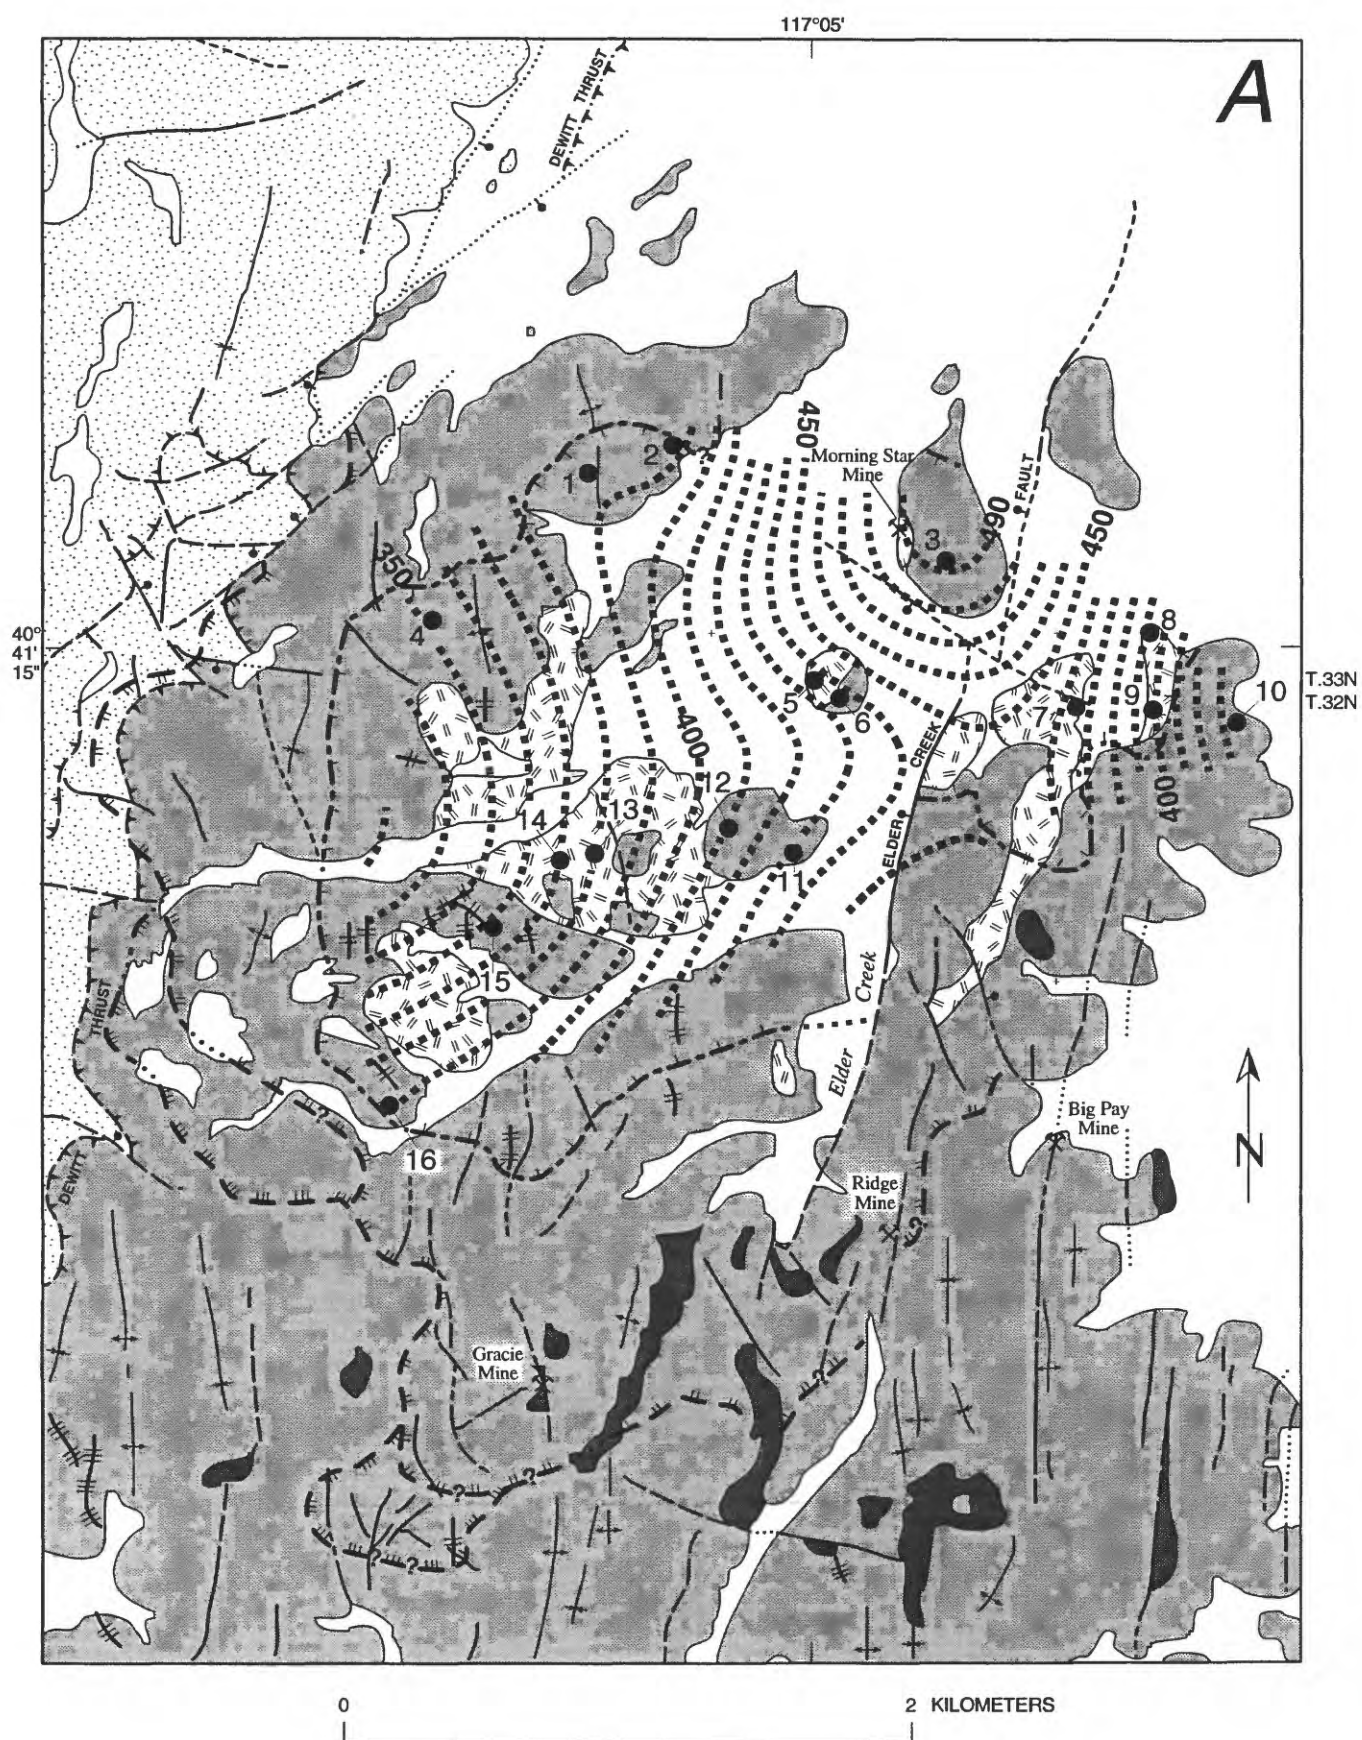 117°05'
A
DEWITT THRUST
450
Morning Star
Mine
2
1
3
490
FAULT
450
350
4
40°
41'
15"
8
T.33N
T.32N
5
6
7
9
10
400
CREEK
12
13
14
400
ELDER
11
15
Creek
Elder
THRUST
?
Big Pay
Mine
DEWITT
16
Ridge
Mine
?
N
Gracie
Mine
?
?
?
?
?
0
2 KILOMETERS